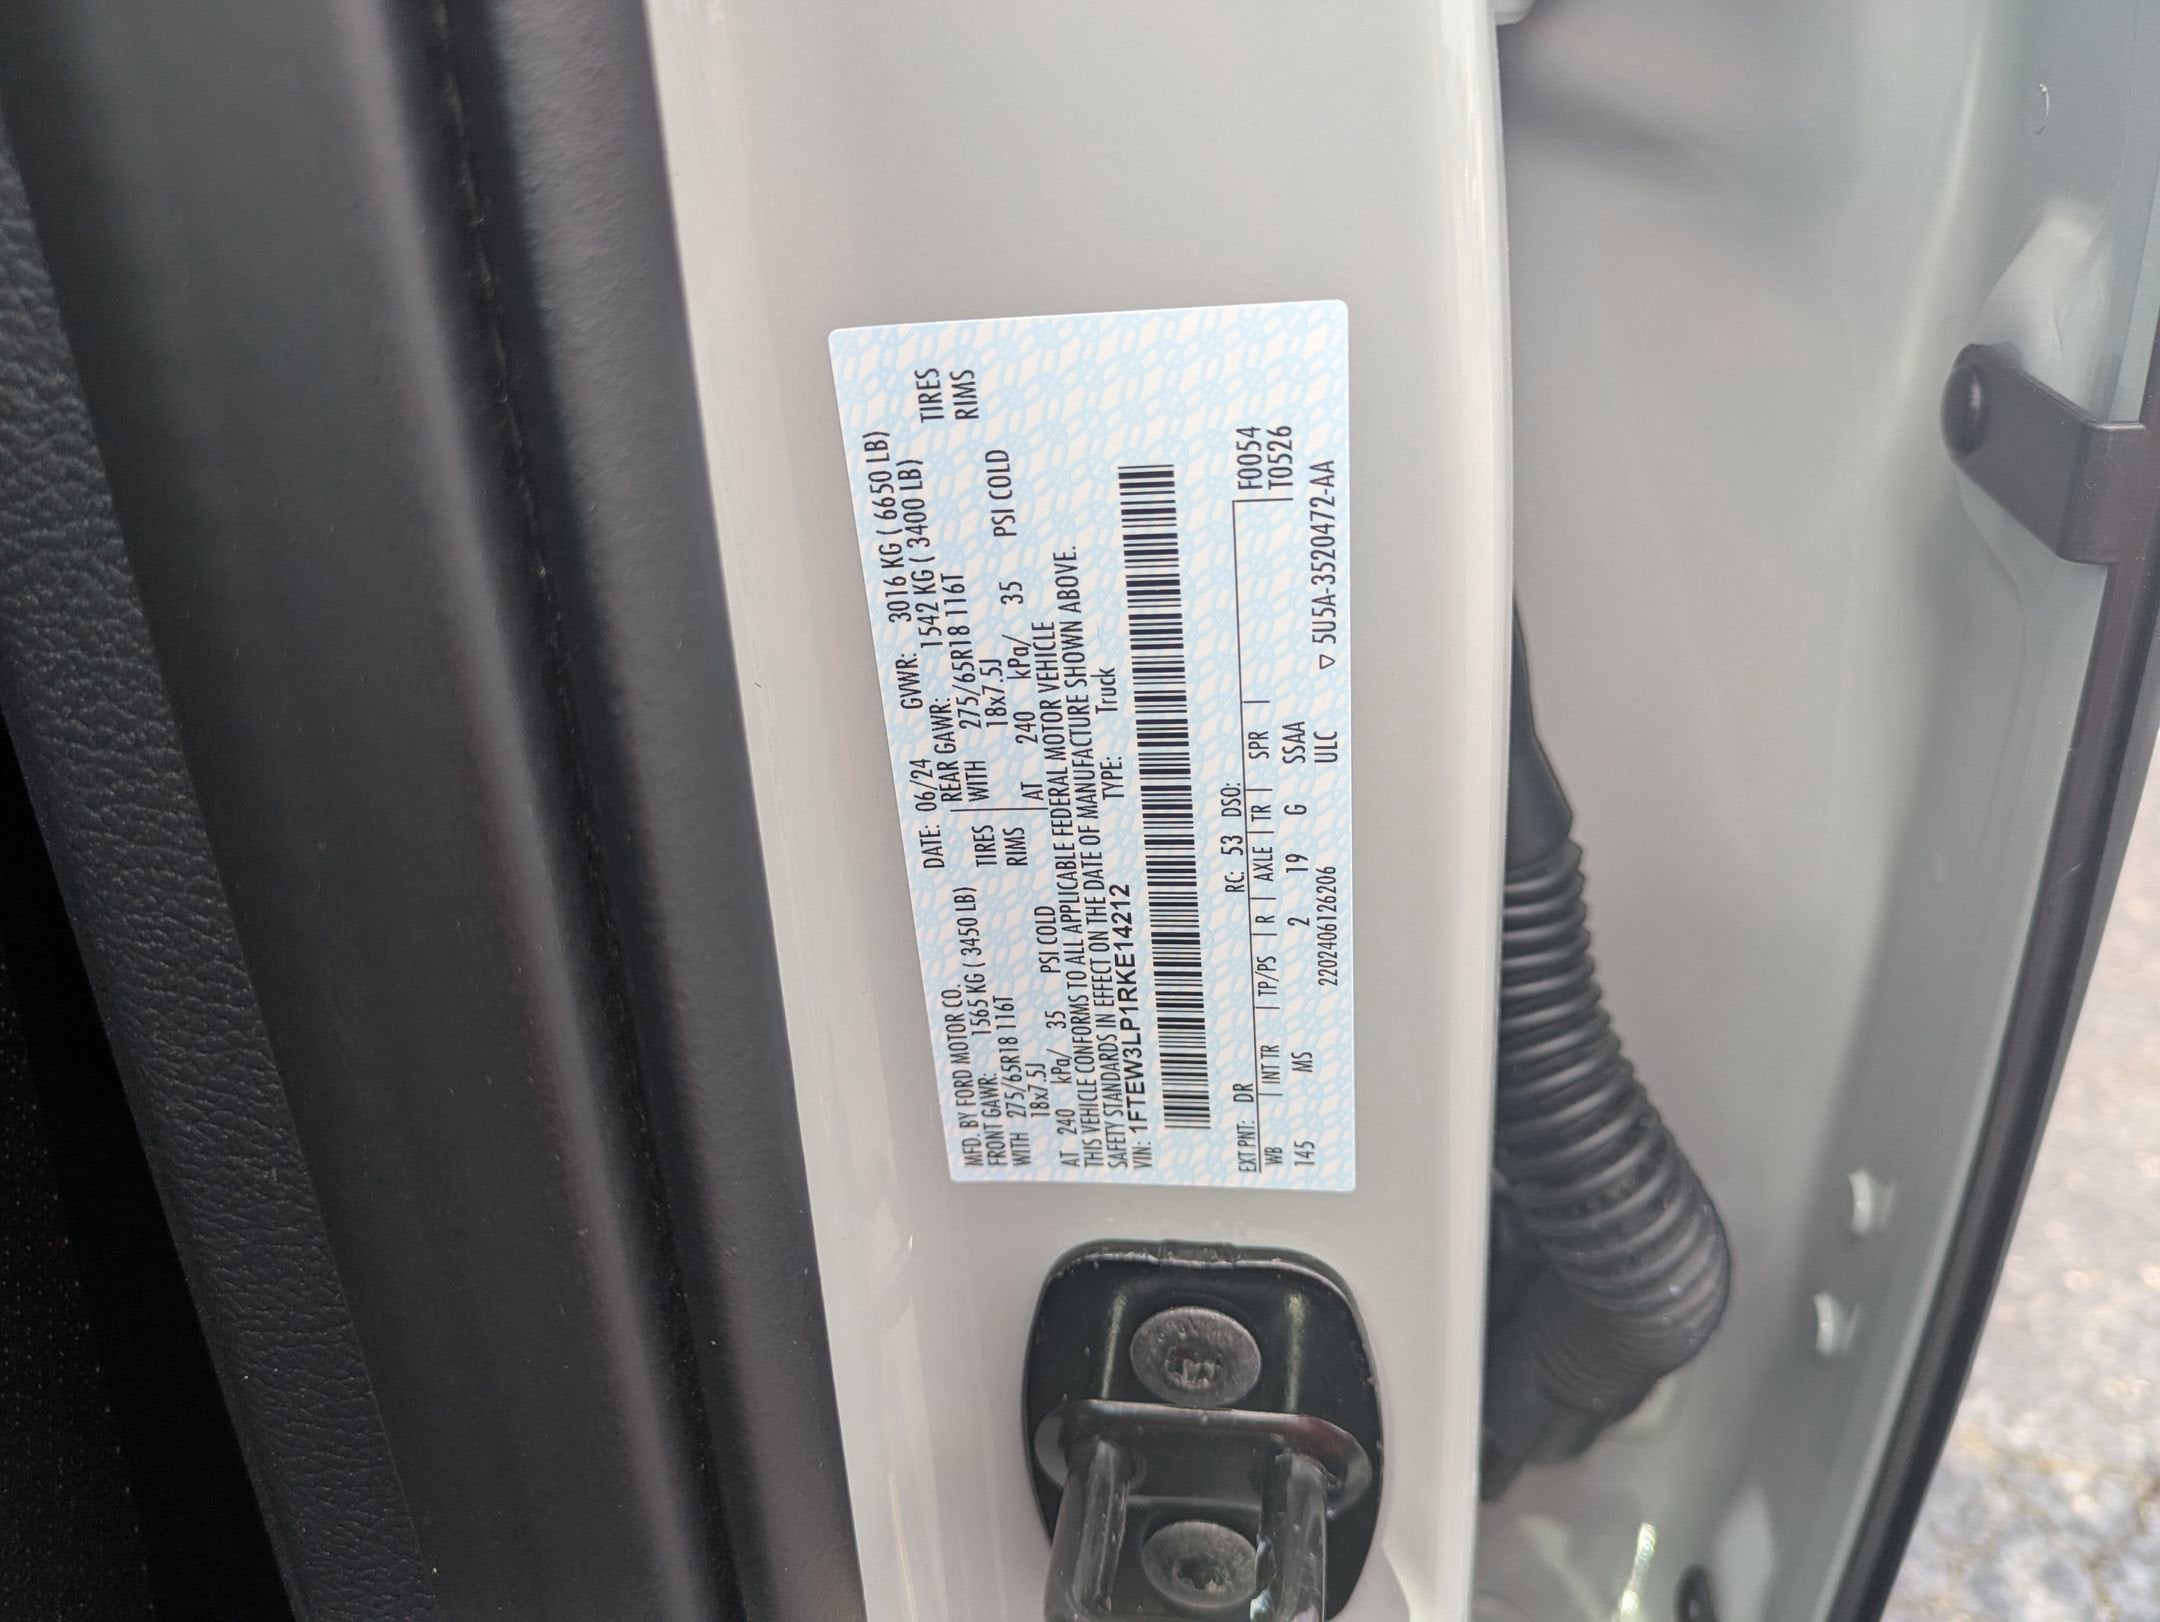 MFD. BY FORD MOTOR CO. DATE: 06/24 GVWR: 3016 KG ( 6650 LB)
FRONT GAWR: 1565 KG ( 3450 LB) REAR GAWR: 1542 KG ( 3400 LB)
WITH 275/65R18 116T TIRES WITH 275/65R18 116T TIRES
18x7.5J RIMS 18x7.5J RIMS
AT 240 kPa/ 35 PSI COLD AT 240 kPa/ 35 PSI COLD
THIS VEHICLE CONFORMS TO ALL APPLICABLE FEDERAL MOTOR VEHICLE
SAFETY STANDARDS IN EFFECT ON THE DATE OF MANUFACTURE SHOWN ABOVE.
VIN: 1FTEW3LP1RKE14212 TYPE: Truck
EXT PNT: DR RC: 53 DSO: F0054
WB INT TR TP/PS R AXLE TR SPR T0526
145 MS 2 19 G SSAA
2202406126206 ULC ▽ 5U5A-3520472-AA